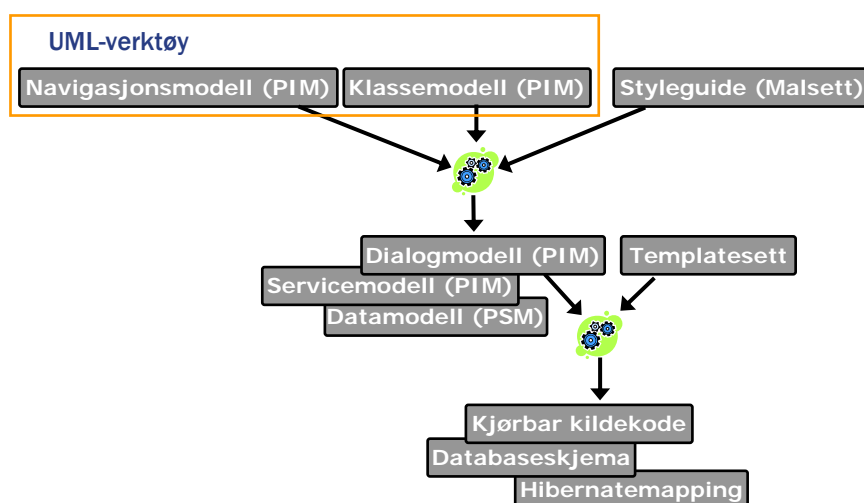 UML-verktøy
Navigasjonsmodell (PIM)
Klassemodell (PIM)
Styleguide (Malsett)
Dialogmodell (PIM)
Templatesett
Servicemodell (PIM)
Datamodell (PSM)
Kjørbar kildekode
Databaseskjema
Hibernatemapping